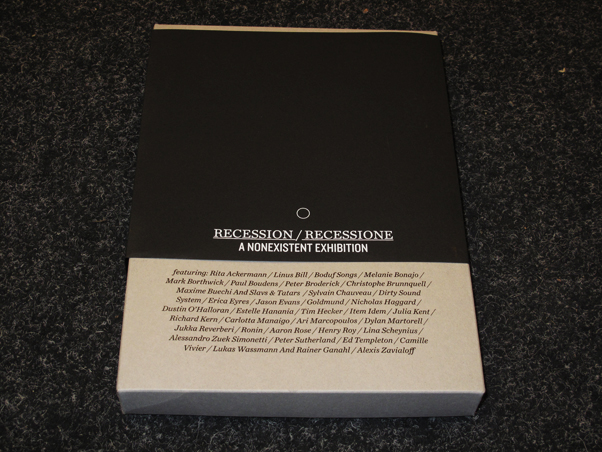 RECESSION / RECESSIONE
A NONEXISTENT EXHIBITION
featuring: Rita Ackermann / Linus Bill / Boduf Songs / Melanie Bonajo /
Mark Borthwick / Paul Boudens / Peter Broderick / Christophe Brunnquell /
Maxime Buechi And Slavs & Tatars / Sylvain Chauveau / Dirty Sound
System / Erica Eyres / Jason Evans / Goldmund / Nicholas Haggard /
Dustin O'Halloran / Estelle Hanania / Tim Hecker / Item Idem / Julia Kent /
Richard Kern / Carlotta Manaigo / Ari Marcopoulos / Dylan Martorell /
Jukka Reverberi / Ronin / Aaron Rose / Henry Roy / Lina Scheynius /
Alessandro Zuek Simonetti / Peter Sutherland / Ed Templeton / Camille
Vivier / Lukas Wassmann And Rainer Ganahl / Alexis Zavialoff